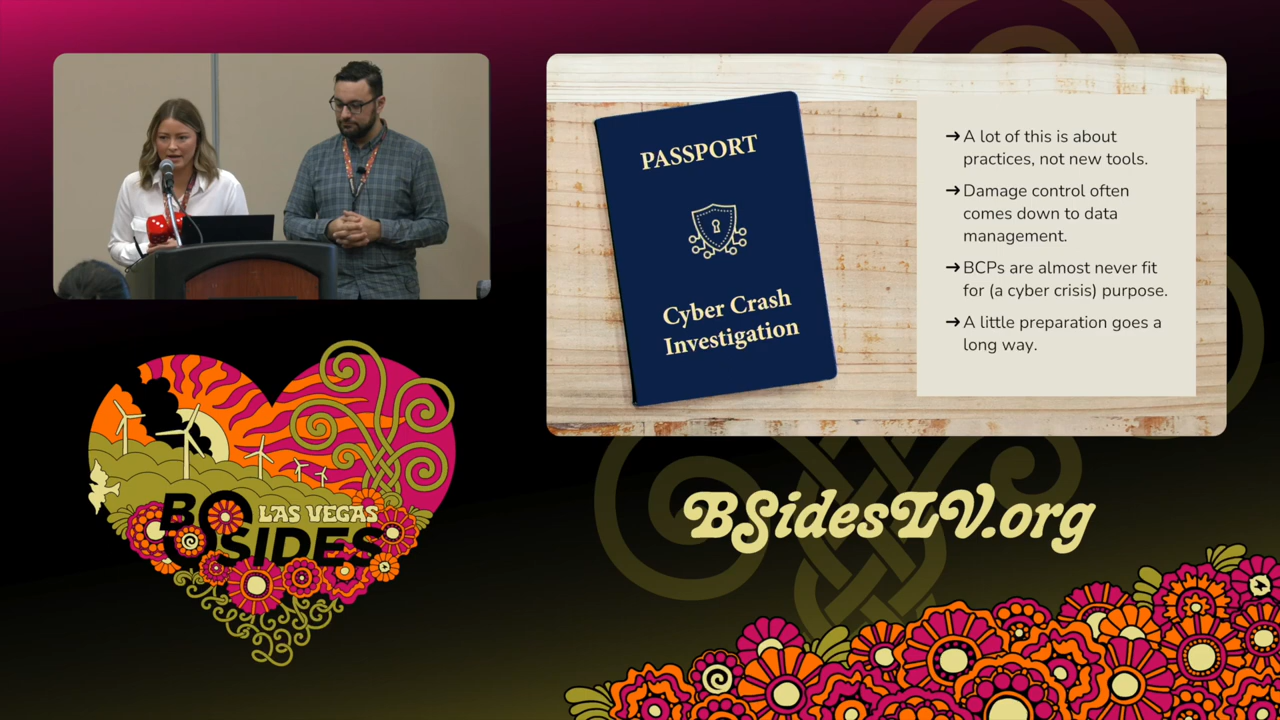 PASSPORT
Cyber Crash
Investigation
→A lot of this is about
practices, not new tools.
→Damage control often
comes down to data
management.
→BCPs are almost never fit
for (a cyber crisis) purpose.
→A little preparation goes a
long way.
BSIDES
LAS VEGAS
BSidesLV.org